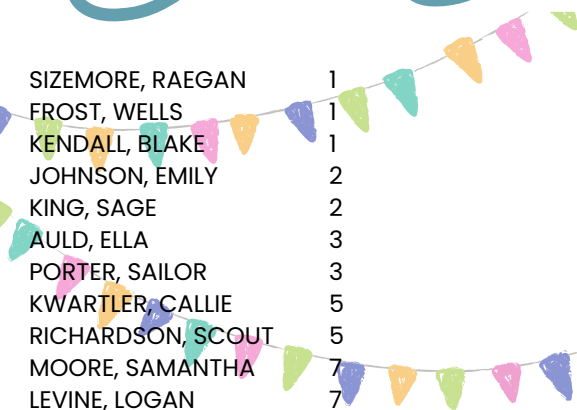 SIZEMORE, RAEGAN 1
FROST, WELLS 1
KENDALL, BLAKE 1
JOHNSON, EMILY 2
KING, SAGE 2
AULD, ELLA 3
PORTER, SAILOR 3
KWARTLER, CALLIE 5
RICHARDSON, SCOUT 5
MOORE, SAMANTHA 7
LEVINE, LOGAN 7